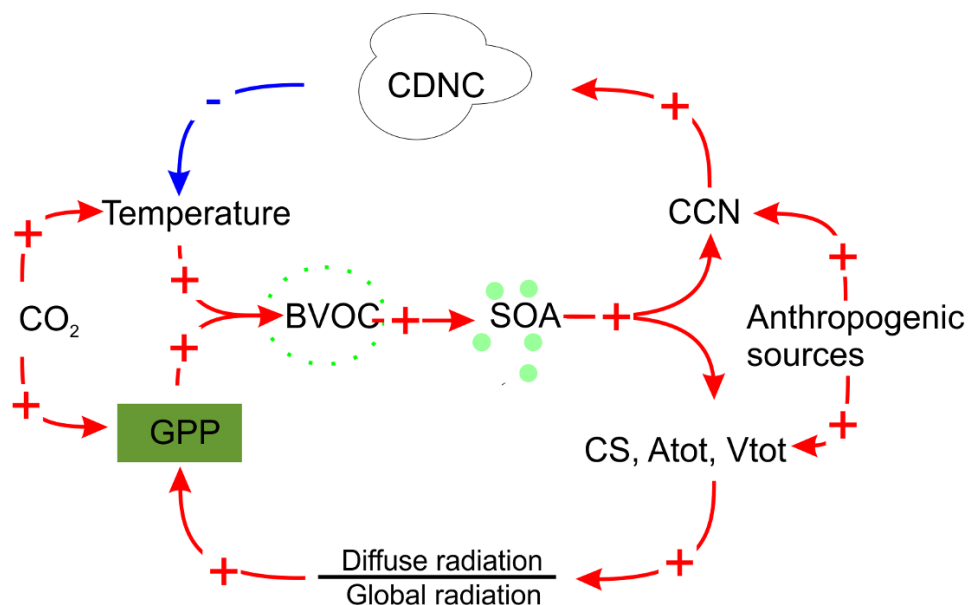 CDNC
-
+
Temperature
CCN
+
+
+
CO₂
BVOC
+
SOA
+
Anthropogenic
sources
+
+
GPP
+
CS, Atot, Vtot
+
+
Diffuse radiation
Global radiation